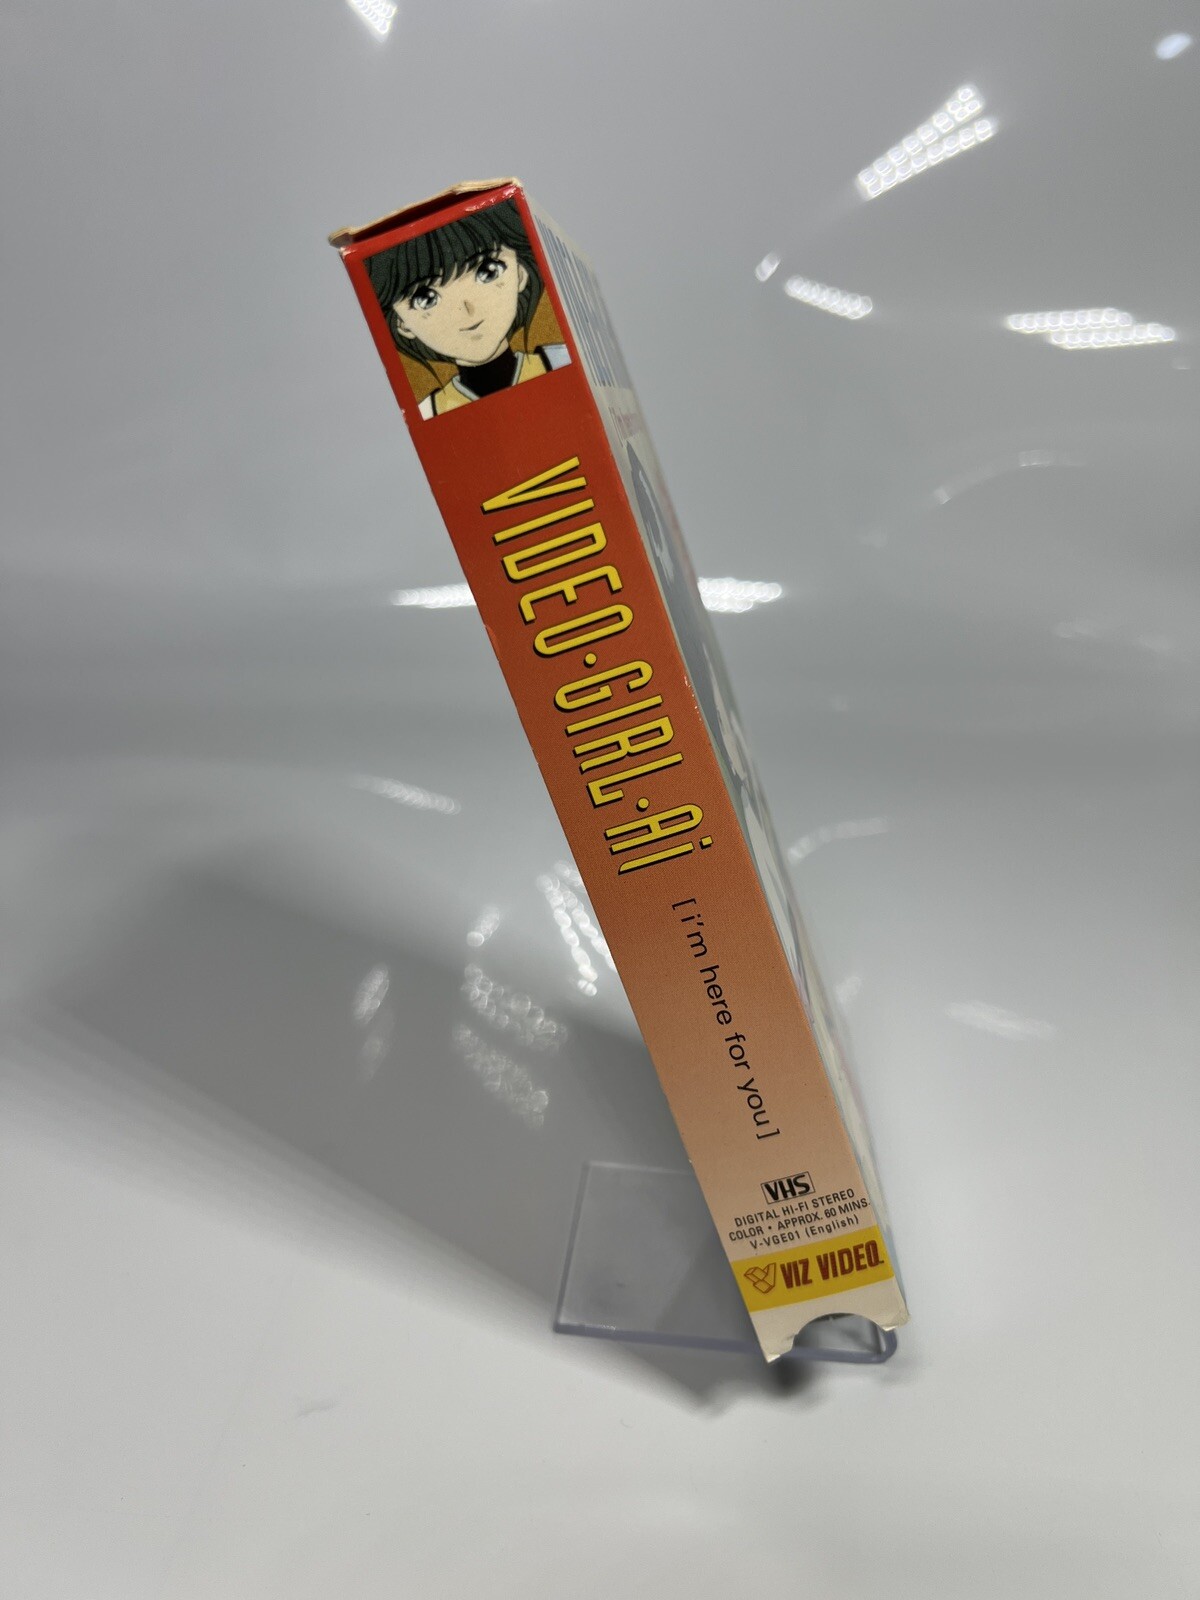 VIDEO·GIRL·Ai
[i'm here for you]
VHS
DIGITAL HI-FI STEREO
COLOR • APPROX. 60 MINS.
V-VGE01 (English)
VIZ VIDEO